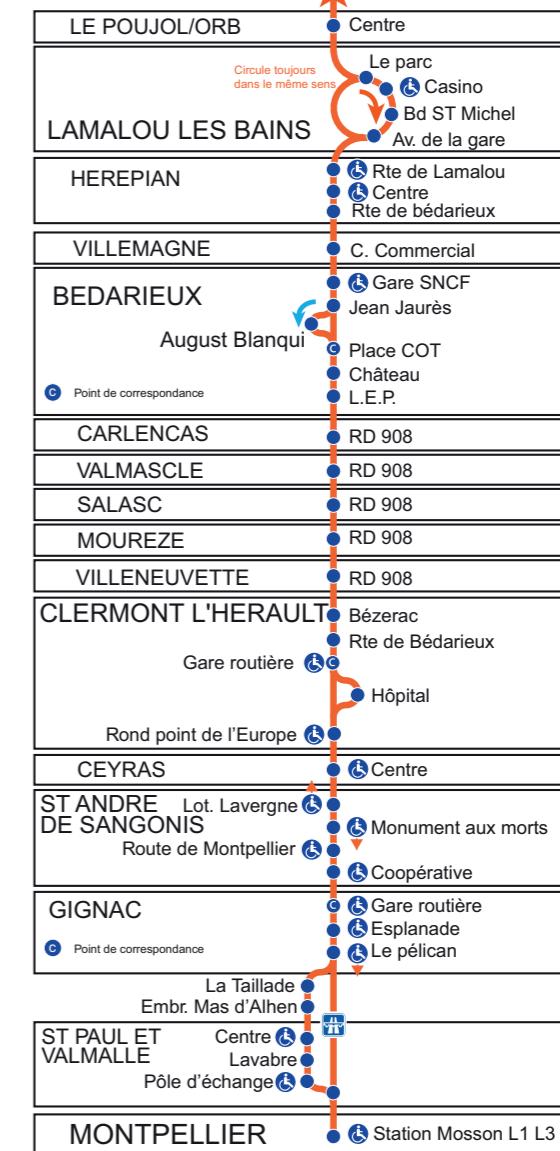 LE POUJOL/ORB Centre
Circule toujours
dans le même sens
Le parc
Casino
Bd ST Michel
LAMALOU LES BAINS Av. de la gare
HEREPIAN Rte de Lamalou
Centre
Rte de bédarieux
VILLEMAGNE C. Commercial
BEDARIEUX Gare SNCF
Jean Jaurès
August Blanqui
C Place COT
Château
C Point de correspondance L.E.P.
CARLENCAS RD 908
VALMASCLE RD 908
SALASC RD 908
MOUREZE RD 908
VILLENEUVETTE RD 908
CLERMONT L'HERAULT Bézerac
Rte de Bédarieux
Gare routière C
Hôpital
Rond point de l'Europe
CEYRAS Centre
ST ANDRE Lot. Lavergne
DE SANGONIS Monument aux morts
Route de Montpellier
Coopérative
GIGNAC C Gare routière
Esplanade
C Point de correspondance Le pélican
La Taillade
Embr. Mas d'Alhen
ST PAUL ET Centre
VALMALLE Lavabre
Pôle d'échange
MONTPELLIER Station Mosson L1 L3